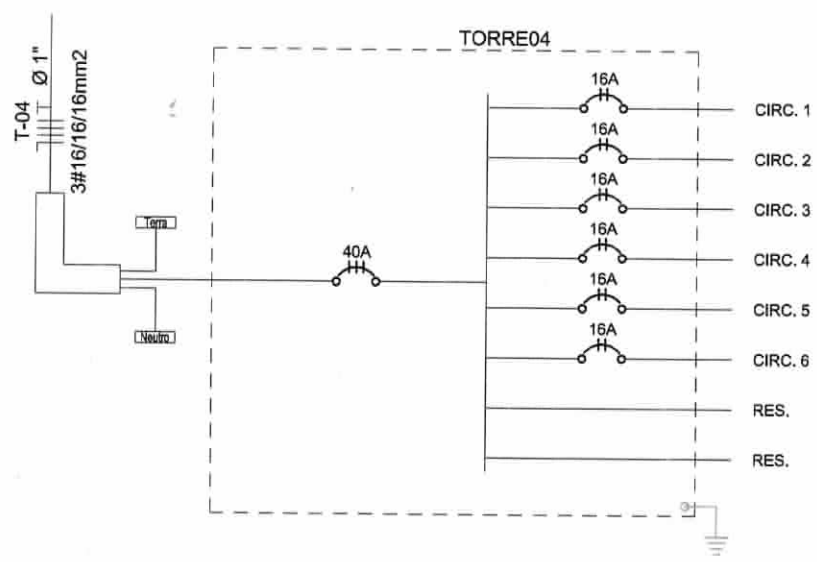 TORRE04
T-04
Ø 1"
3#16/16/16mm2
Terra
Neutro
40A
16A
CIRC. 1
16A
CIRC. 2
16A
CIRC. 3
16A
CIRC. 4
16A
CIRC. 5
16A
CIRC. 6
RES.
RES.